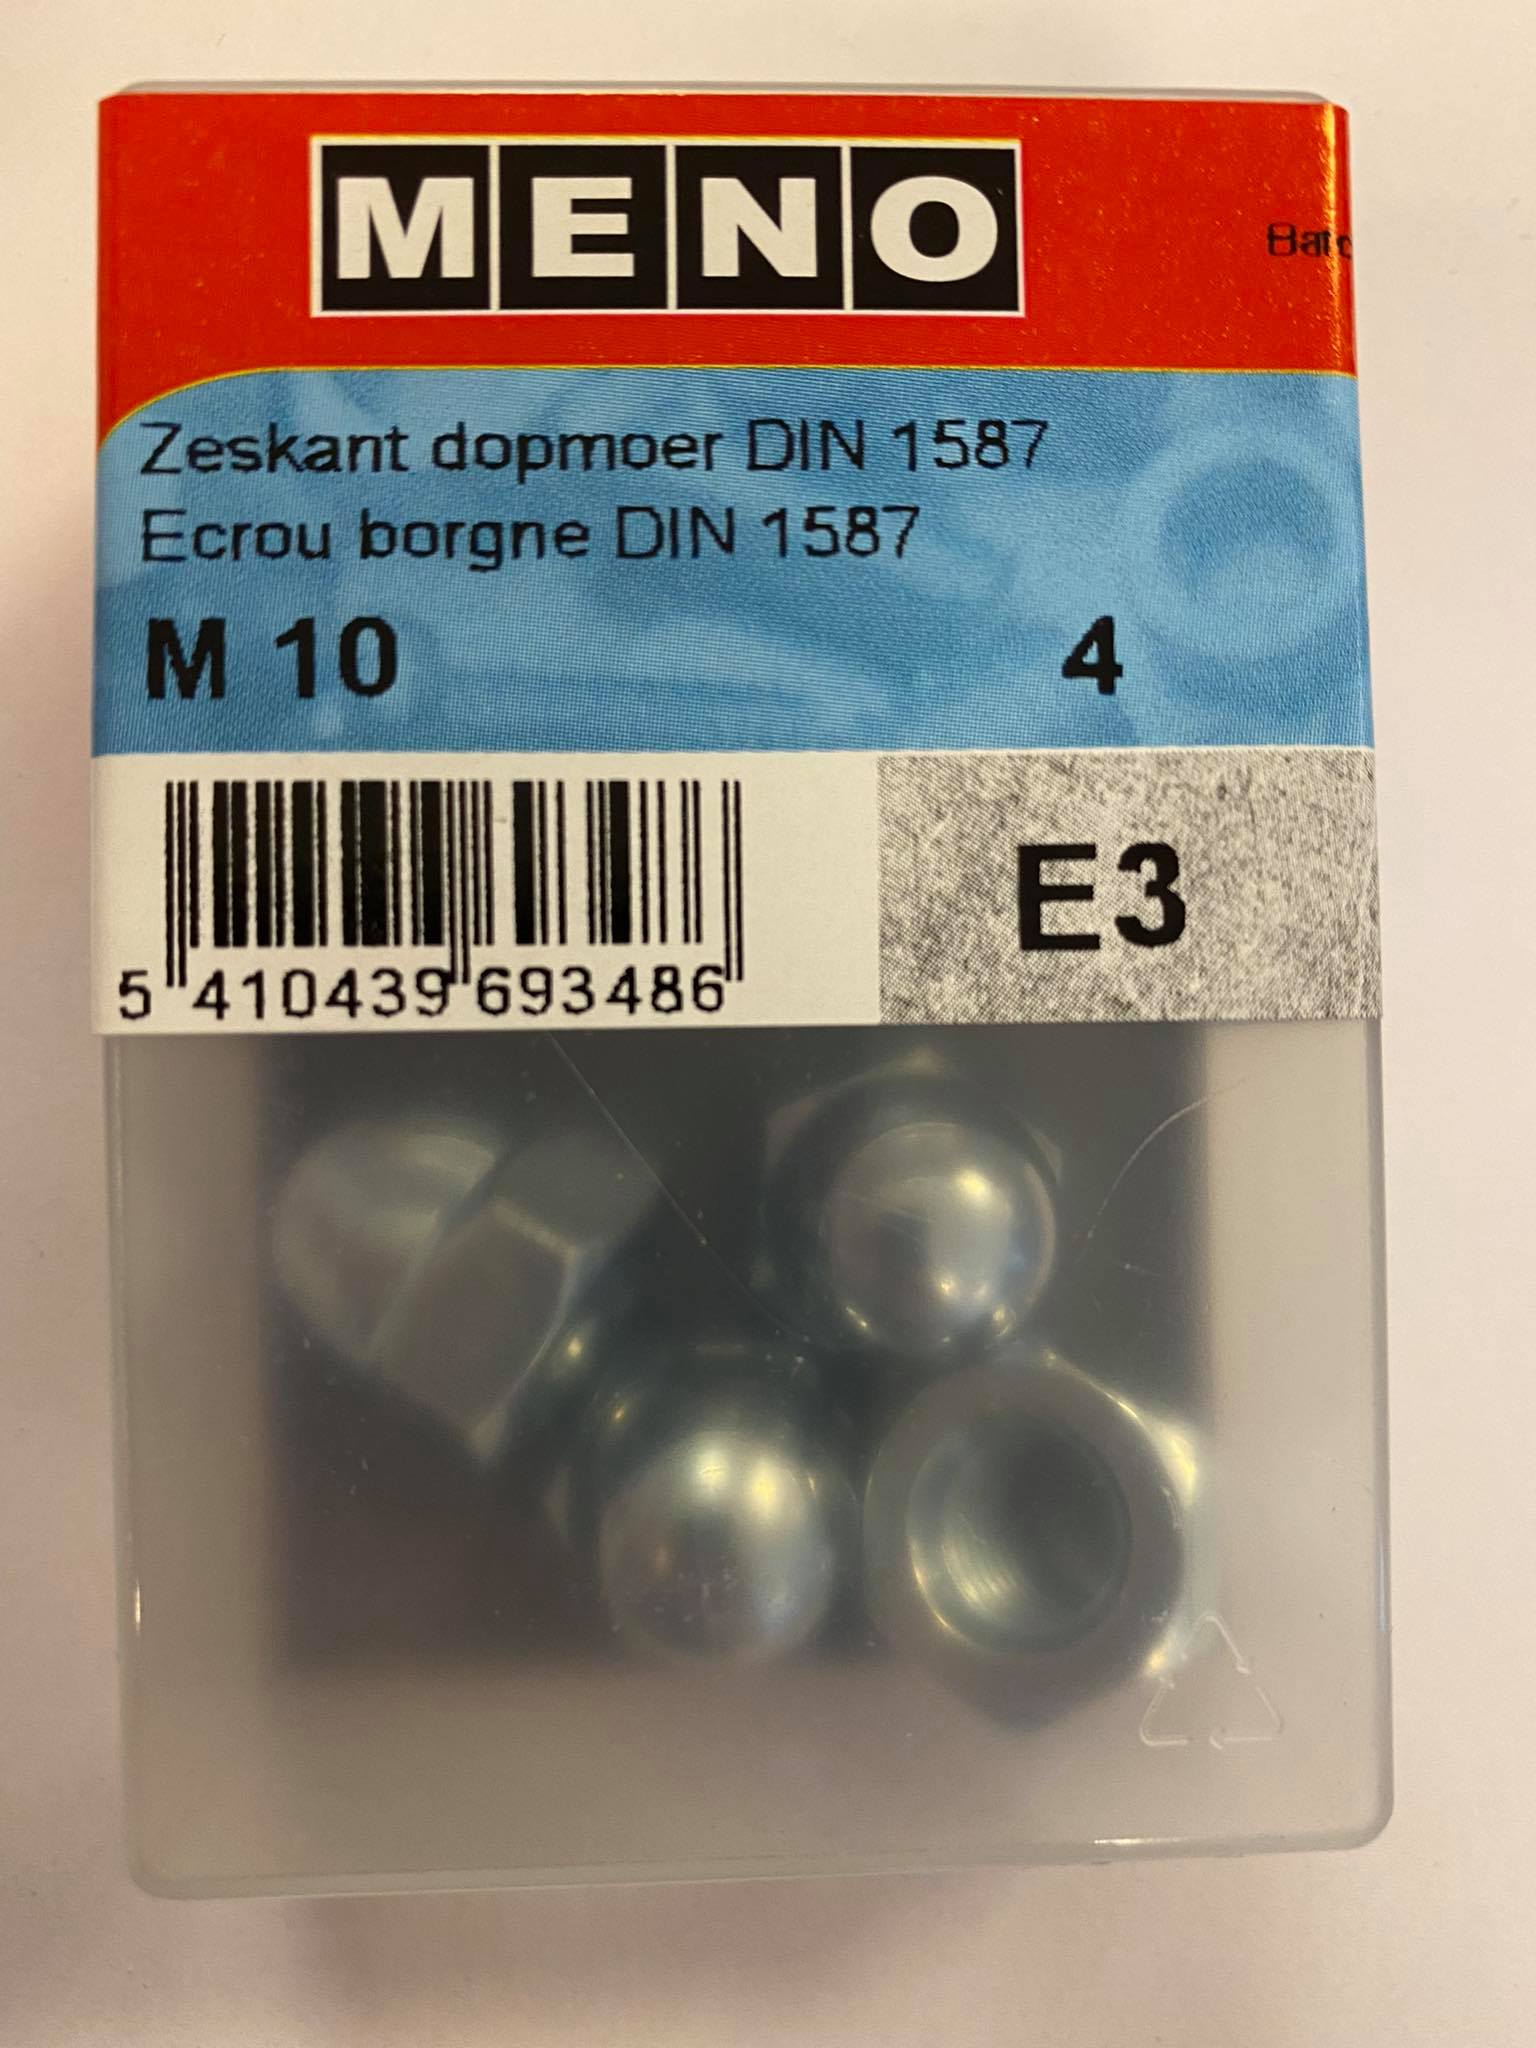 MENO
Zeskant dopmoer DIN 1587
Ecrou borgne DIN 1587
M 10 4
E3
5 410439 693486